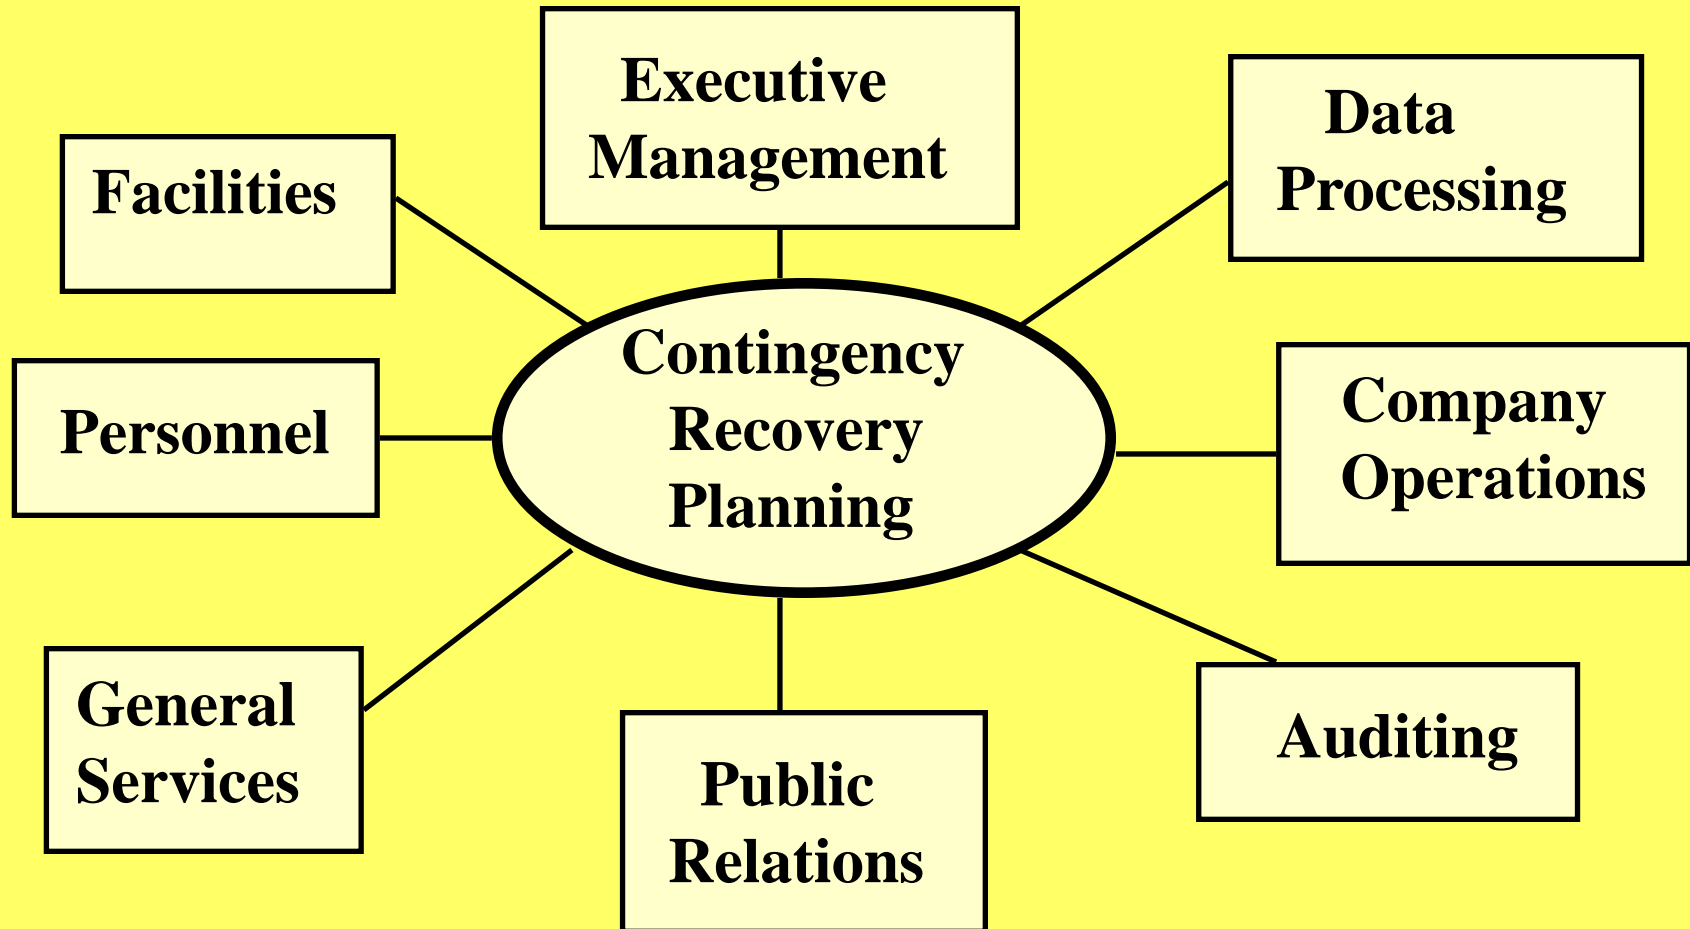 Executive
Management
Data
Processing
Facilities
Contingency
Recovery
Planning
Company
Operations
Personnel
General
Services
Public
Relations
Auditing